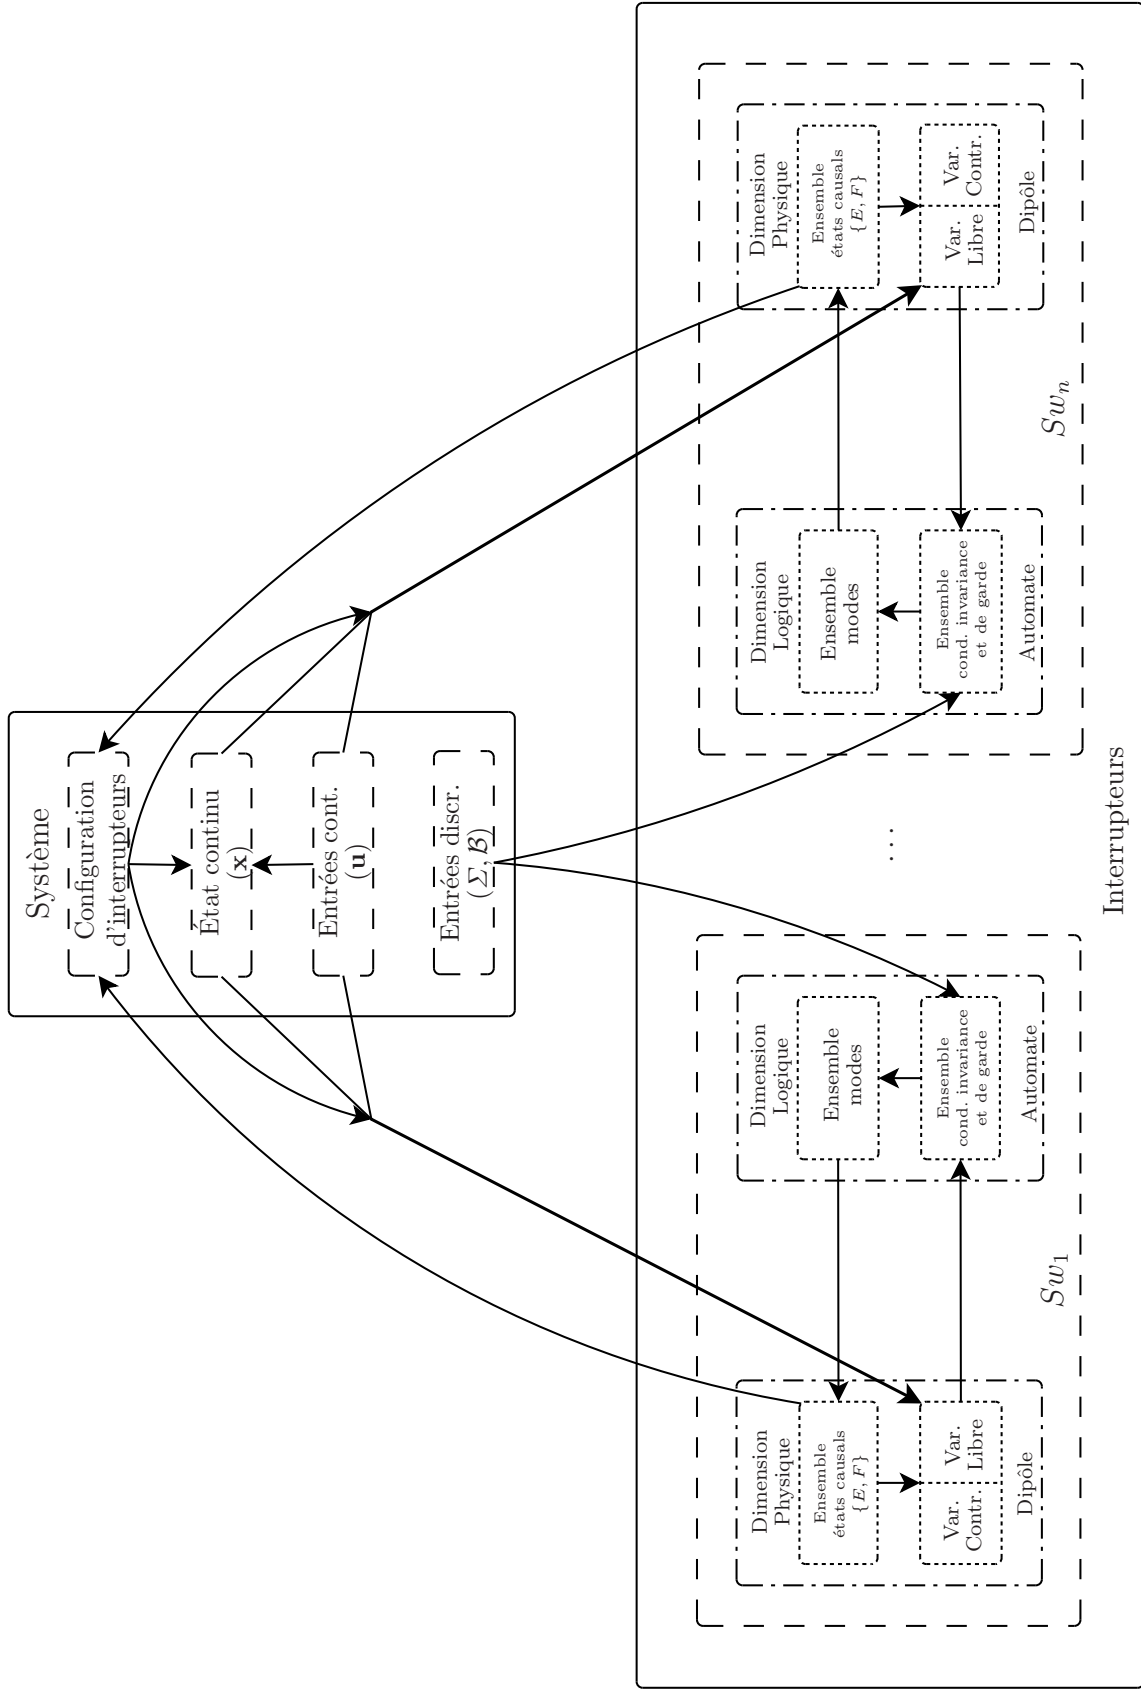 Système
Configuration
d'interrupteurs
État continu
(x)
Entrées cont.
(u)
Entrées discr.
(Σ, B)
Dimension
Physique
Ensemble
états causals
{E, F}
Var.
Contr.
Var.
Libre
Dipôle
Dimension
Logique
Ensemble
modes
Ensemble
cond. invariance
et de garde
Automate
Sw₁
...
Dimension
Logique
Ensemble
modes
Ensemble
cond. invariance
et de garde
Automate
Dimension
Physique
Ensemble
états causals
{E, F}
Var.
Libre
Var.
Contr.
Dipôle
Swₙ
Interrupteurs